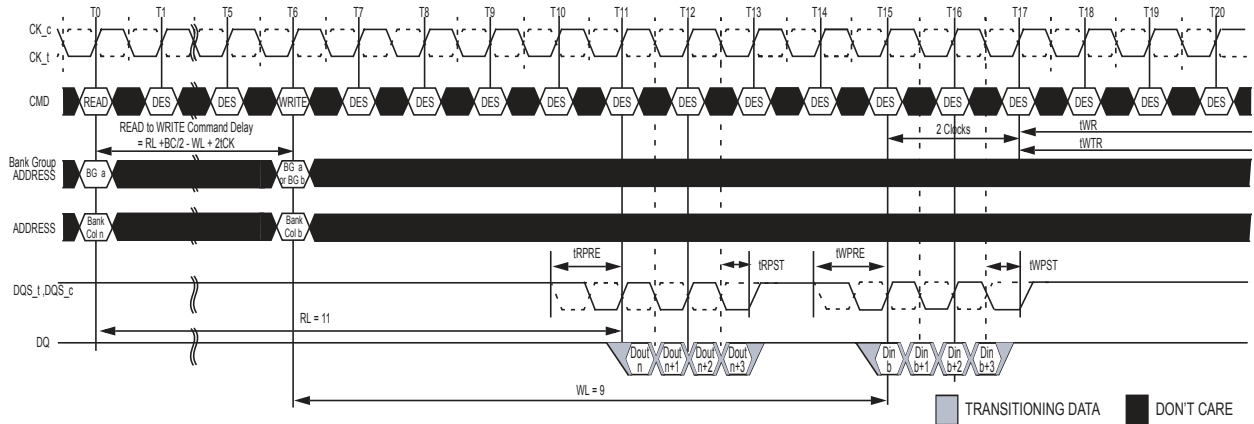 T0 T1 T5 T6 T7 T8 T9 T10 T11 T12 T13 T14 T15 T16 T17 T18 T19 T20
CK_c
CK_t
CMD READ DES DES WRITE DES DES DES DES DES DES DES DES DES DES DES DES DES DES
READ to WRITE Command Delay
= RL +BC/2 - WL + 2tCK
2 Clocks
tWR
tWTR
Bank Group
ADDRESS
BG a
BG a
or BG b
ADDRESS
Bank
Col n
Bank
Col b
tRPRE
tRPST
tWPRE
tWPST
DQS_t ,DQS_c
RL = 11
DQ
Dout
n
Dout
n+1
Dout
n+2
Dout
n+3
Din
b
Din
b+1
Din
b+2
Din
b+3
WL = 9
TRANSITIONING DATA
DON'T CARE